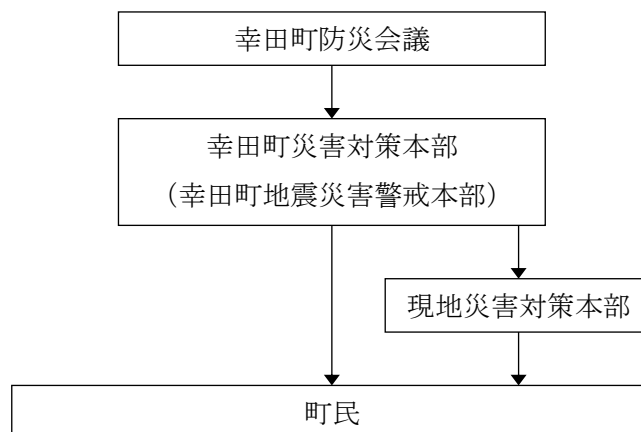 幸田町防災会議
幸田町災害対策本部
（幸田町地震災害警戒本部）
現地災害対策本部
町民